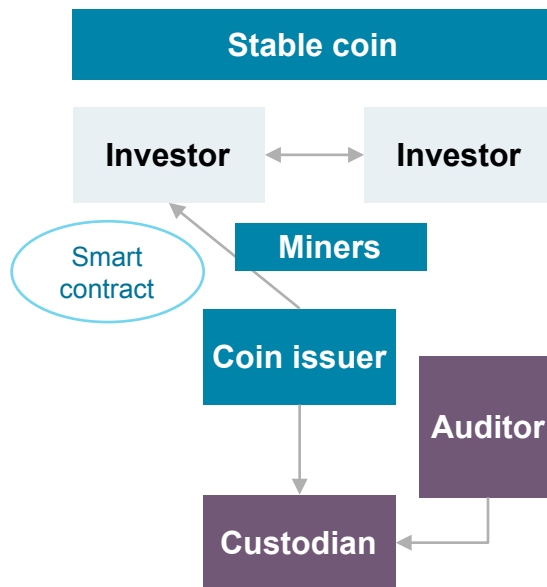 Stable coin
Investor
Investor
Smart
contract
Miners
Coin issuer
Auditor
Custodian